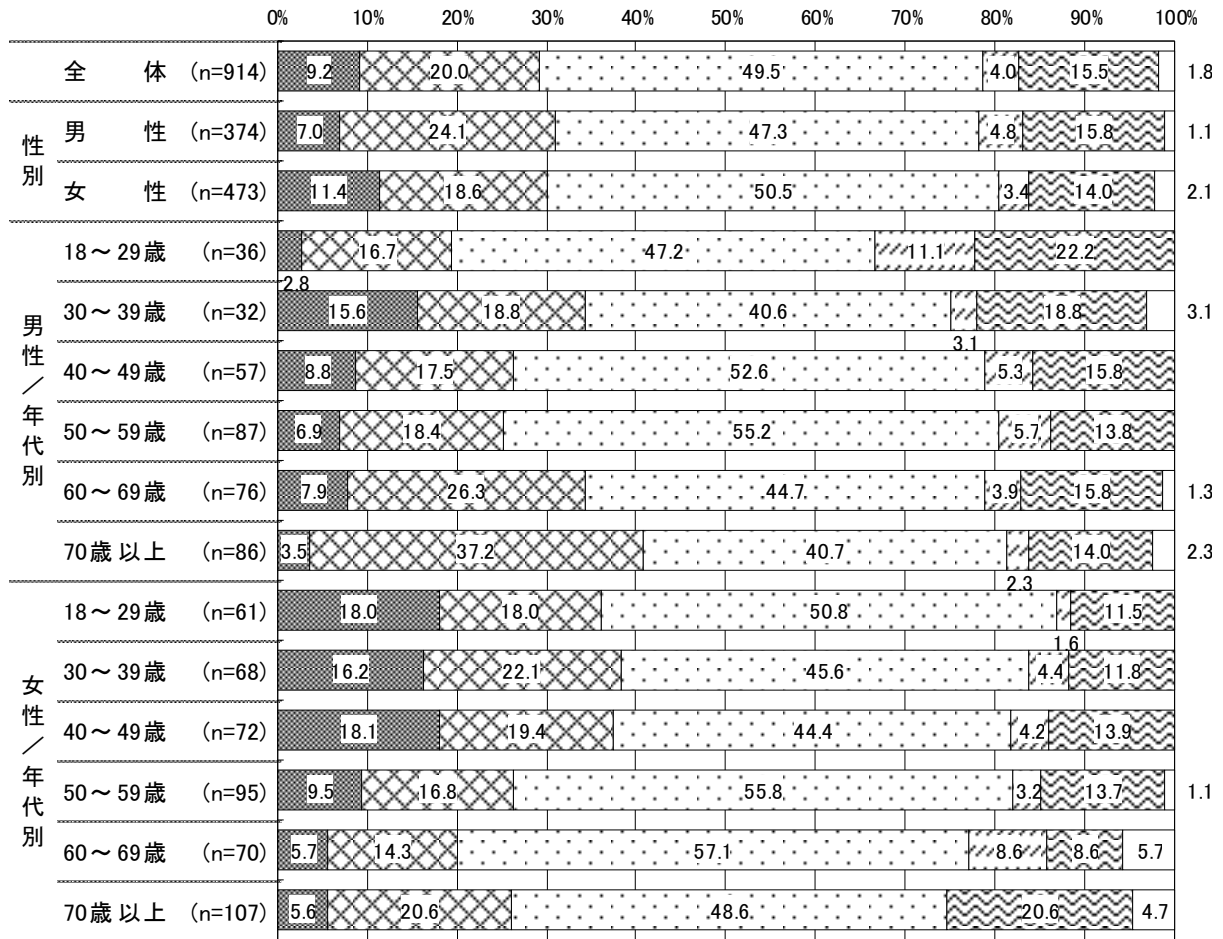 0% 10% 20% 30% 40% 50% 60% 70% 80% 90% 100%
全 体 (n=914) 9.2 20.0 49.5 4.0 15.5 1.8
性別
男 性 (n=374) 7.0 24.1 47.3 4.8 15.8 1.1
女 性 (n=473) 11.4 18.6 50.5 3.4 14.0 2.1
男性／年代別
18～29歳 (n=36) 2.8 16.7 47.2 11.1 22.2
30～39歳 (n=32) 15.6 18.8 40.6 3.1 18.8 3.1
40～49歳 (n=57) 8.8 17.5 52.6 5.3 15.8
50～59歳 (n=87) 6.9 18.4 55.2 5.7 13.8
60～69歳 (n=76) 7.9 26.3 44.7 3.9 15.8 1.3
70歳以上 (n=86) 3.5 37.2 40.7 2.3 14.0 2.3
女性／年代別
18～29歳 (n=61) 18.0 18.0 50.8 1.6 11.5
30～39歳 (n=68) 16.2 22.1 45.6 4.4 11.8
40～49歳 (n=72) 18.1 19.4 44.4 4.2 13.9
50～59歳 (n=95) 9.5 16.8 55.8 3.2 13.7 1.1
60～69歳 (n=70) 5.7 14.3 57.1 8.6 8.6 5.7
70歳以上 (n=107) 5.6 20.6 48.6 20.6 4.7